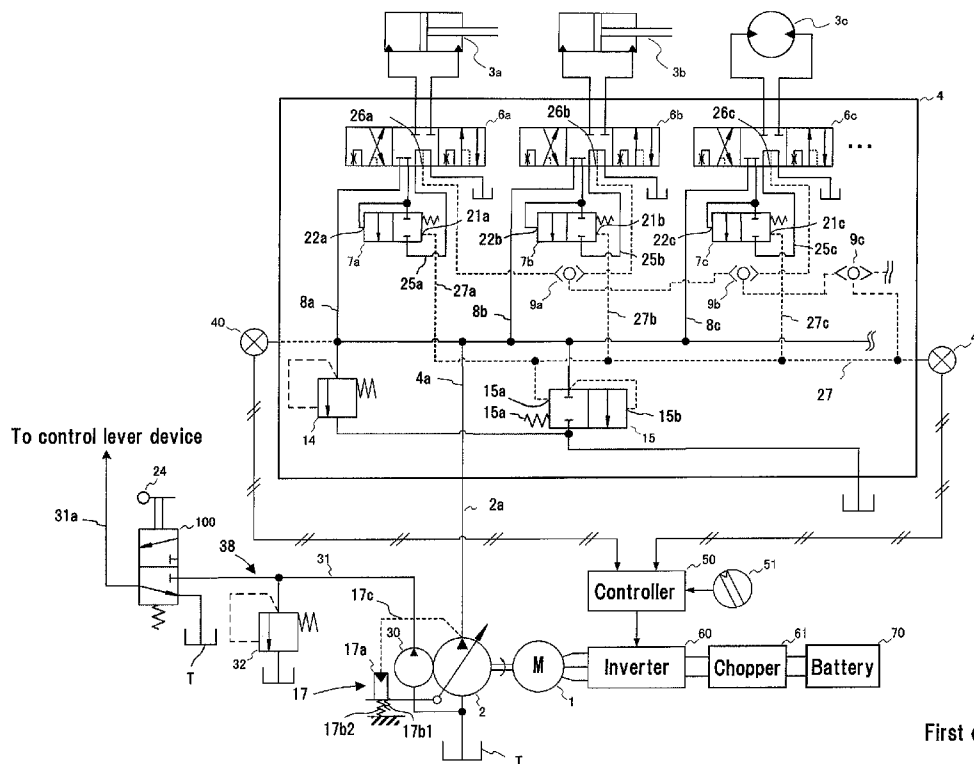 3a
3b
3c
4
26a
6a
26b
6b
26c
6c
...
22a
21a
7a
25a
22b
21b
7b
25b
22c
21c
7c
25c
9c
8a
27a
9a
8b
27b
9b
8c
27c
40
4
4a
27
15a
15a
15b
14
15
To control lever device
24
31a
100
2a
38
31
50
51
Controller
17c
30
60
61
70
17a
M
Inverter
Chopper
Battery
32
T
17
17b2
17b1
2
1
T
First e